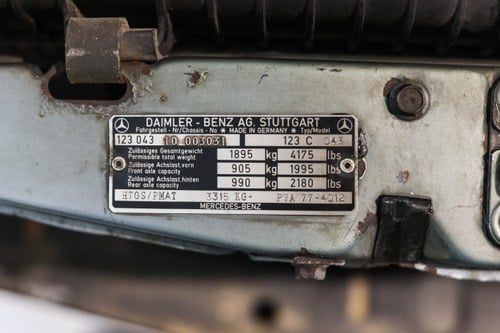 DAIMLER - BENZ AG. STUTTGART
Fahrgestell - Nr/Chassis - No ★ MADE IN GERMANY ★ Typ/Model
123 043 10 003031 123 C 043
Zulässiges Gesamtgewicht
Permissible total weight 1895 kg 4175 lbs
Zulässige Achslast.vorn
Front axle capacity 905 kg 1995 lbs
Zulässige Achslast.hinten
Rear axle capacity 990 kg 2180 lbs
HTGS/PMAT 3318 KG- PVA 77-4012
MERCEDES-BENZ